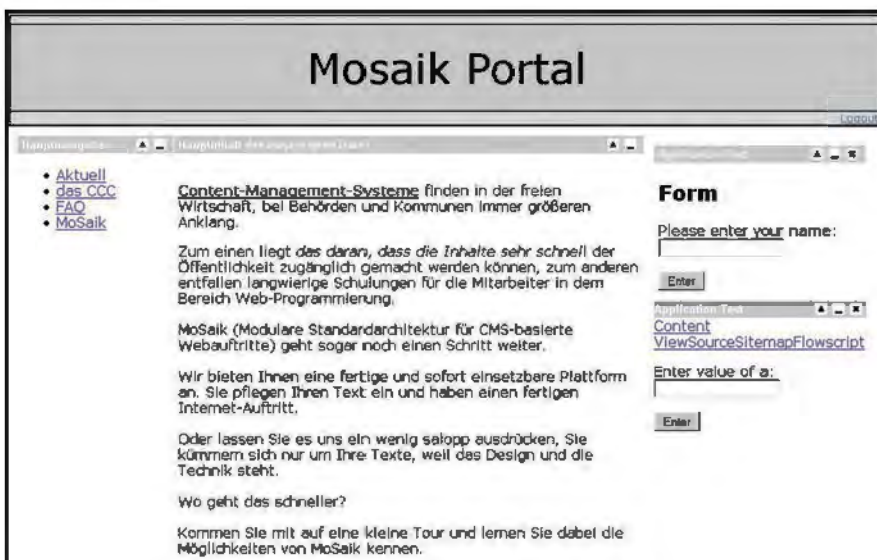 Mosaik Portal
Logout
Aktuell
das CCC
FAQ
MoSaik
Content-Management-Systeme finden in der freien
Wirtschaft, bei Behörden und Kommunen immer größeren
Anklang.
Zum einen liegt das daran, dass die Inhalte sehr schnell der
Öffentlichkeit zugänglich gemacht werden können, zum anderen
entfallen langwierige Schulungen für die Mitarbeiter in dem
Bereich Web-Programmierung.
MoSaik (Modulare Standardarchitektur für CMS-basierte
Webauftritte) geht sogar noch einen Schritt weiter.
Wir bieten Ihnen eine fertige und sofort einsetzbare Plattform
an. Sie pflegen Ihren Text ein und haben einen fertigen
Internet-Auftritt.
Oder lassen Sie es uns ein wenig salopp ausdrücken, Sie
kümmern sich nur um Ihre Texte, weil das Design und die
Technik steht.
Wo geht das schneller?
Kommen Sie mit auf eine kleine Tour und lernen Sie dabei die
Möglichkeiten von MoSaik kennen.
Form
Please enter your name:
Enter
Application Test
Content
ViewSourceSitemapFlowscript
Enter value of a:
Enter